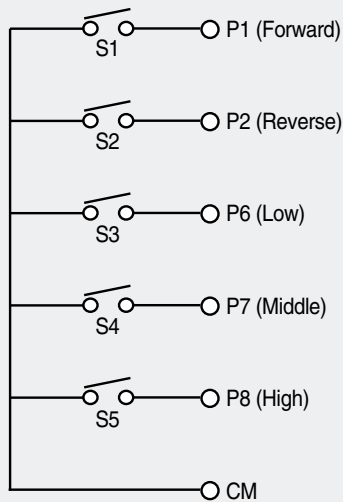 P1 (Forward)
S1
P2 (Reverse)
S2
P6 (Low)
S3
P7 (Middle)
S4
P8 (High)
S5
CM